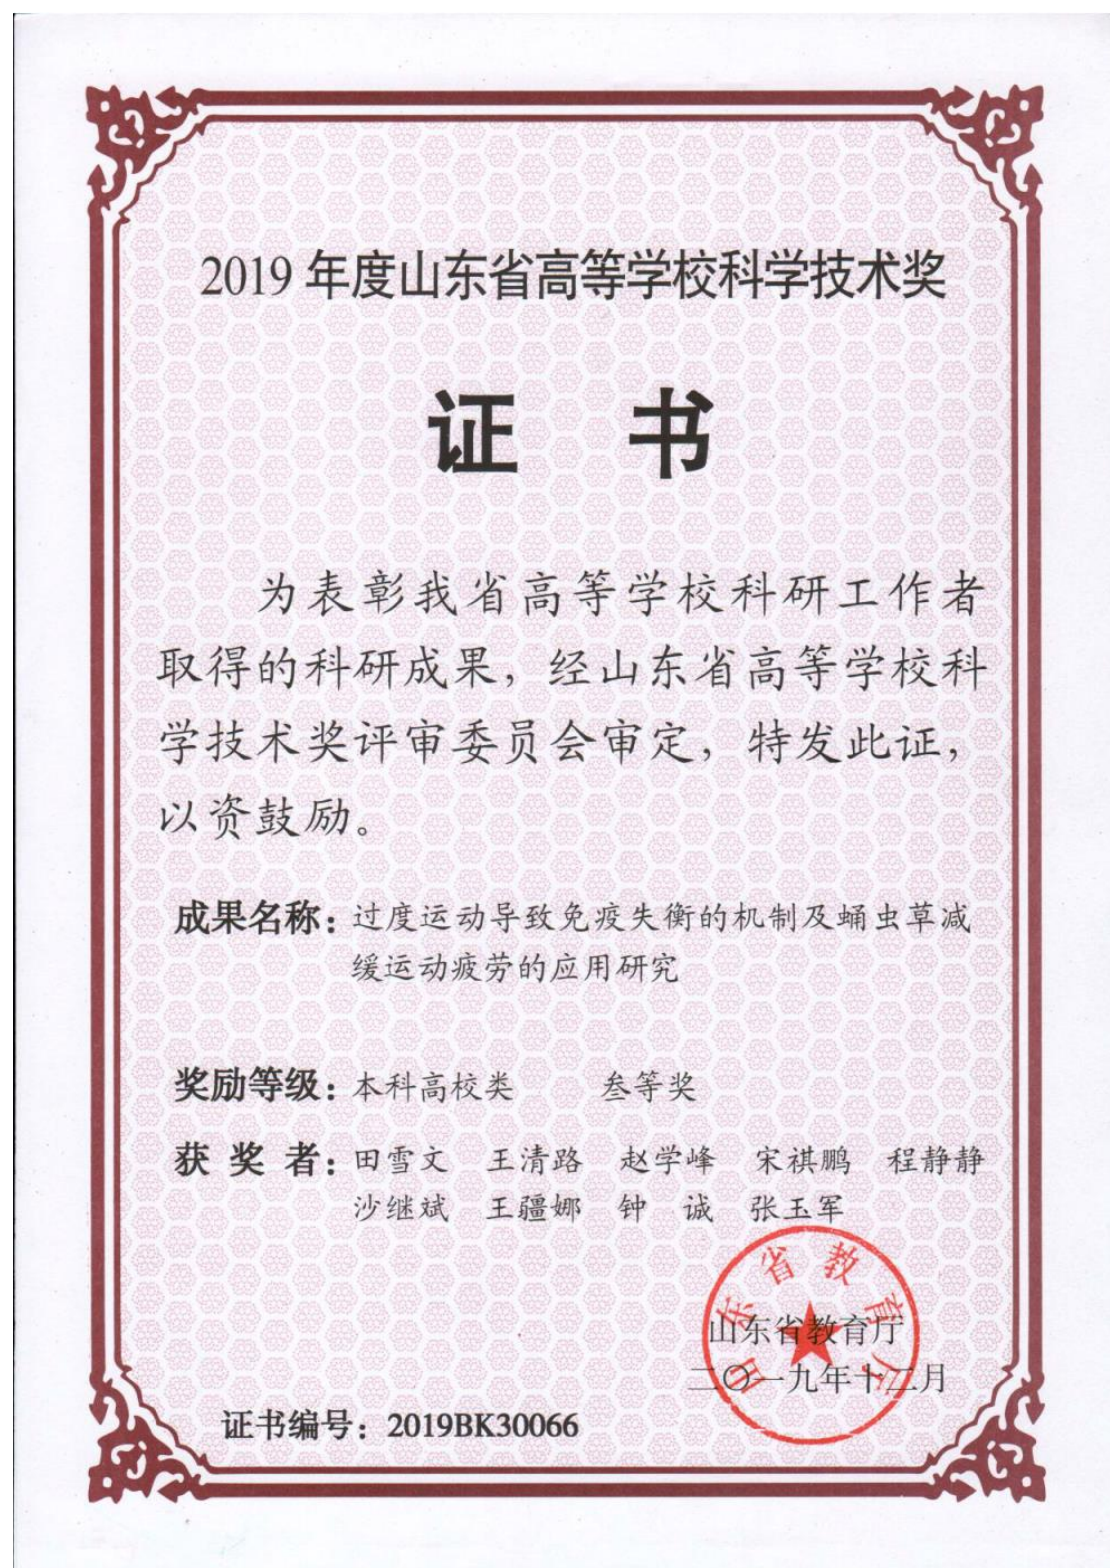 2019 年度山东省高等学校科学技术奖
证 书
为表彰我省高等学校科研工作者
取得的科研成果，经山东省高等学校科
学技术奖评审委员会审定，特发此证，
以资鼓励。
成果名称：过度运动导致免疫失衡的机制及蛹虫草减
缓运动疲劳的应用研究
奖励等级：本科高校类 叁等奖
获 奖 者：田雪文 王清路 赵学峰 宋祺鹏 程静静
沙继斌 王疆娜 钟 诚 张玉军
山东省教育厅
山东省教育厅
二〇一九年十二月
证书编号：2019BK30066